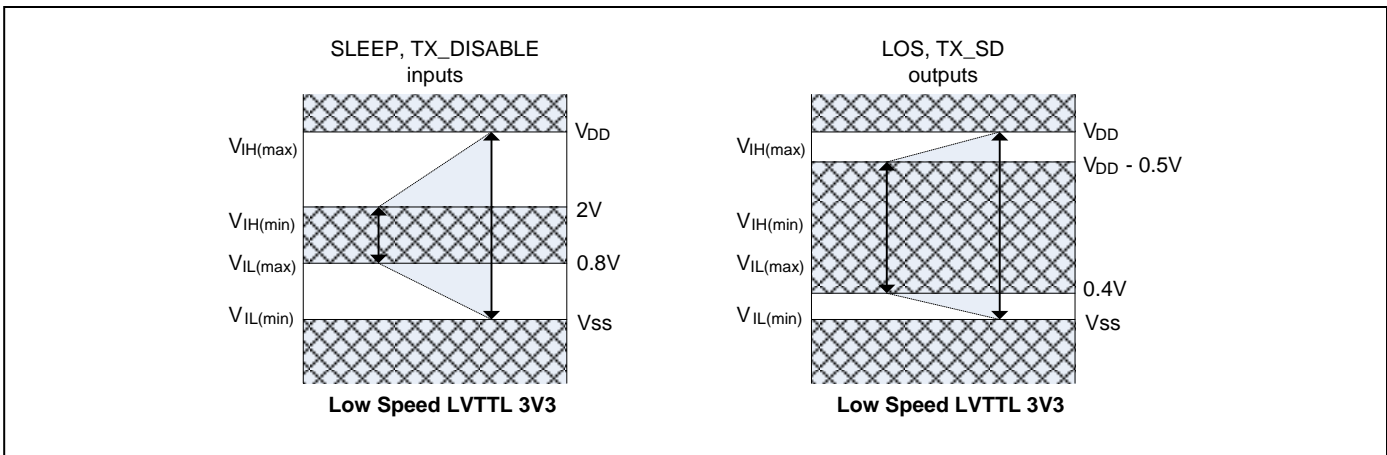 SLEEP, TX_DISABLE
inputs
VIH(max)
VDD
VIH(min)
2V
VIL(max)
0.8V
VIL(min)
Vss
Low Speed LVTTL 3V3
LOS, TX_SD
outputs
VIH(max)
VDD
VDD - 0.5V
VIH(min)
VIL(max)
0.4V
VIL(min)
Vss
Low Speed LVTTL 3V3